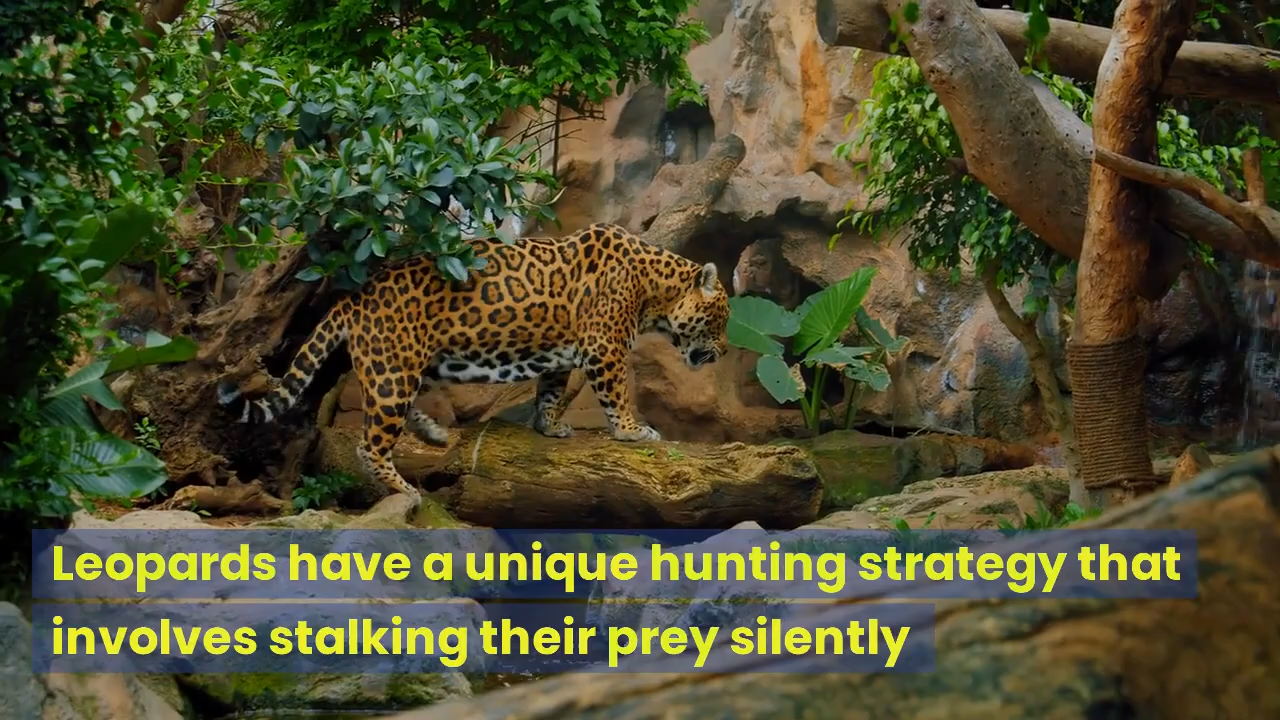 Leopards have a unique hunting strategy that
involves stalking their prey silently